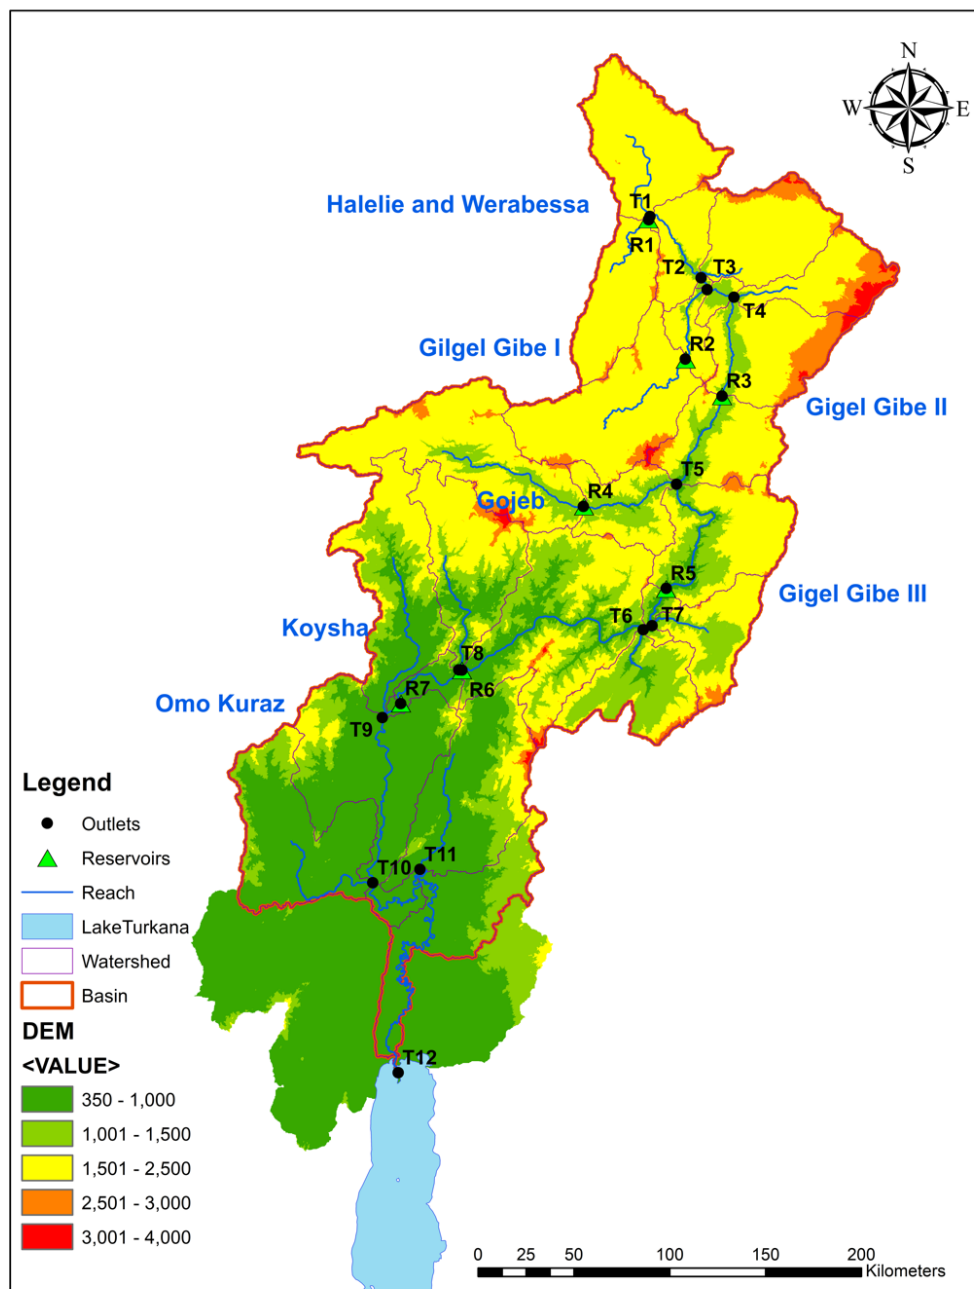 N
W E
S
T1
Halelie and Werabessa
R1
T2 T3
T4
R2
Gilgel Gibe I
R3
Gigel Gibe II
T5
R4
Gojeb
R5
Gigel Gibe III
T6 T7
Koysha
T8
R6
R7
Omo Kuraz
T9
T11
T10
T12
Legend
Outlets
Reservoirs
Reach
LakeTurkana
Watershed
Basin
DEM
<VALUE>
350 - 1,000
1,001 - 1,500
1,501 - 2,500
2,501 - 3,000
3,001 - 4,000
0 25 50 100 150 200
Kilometers